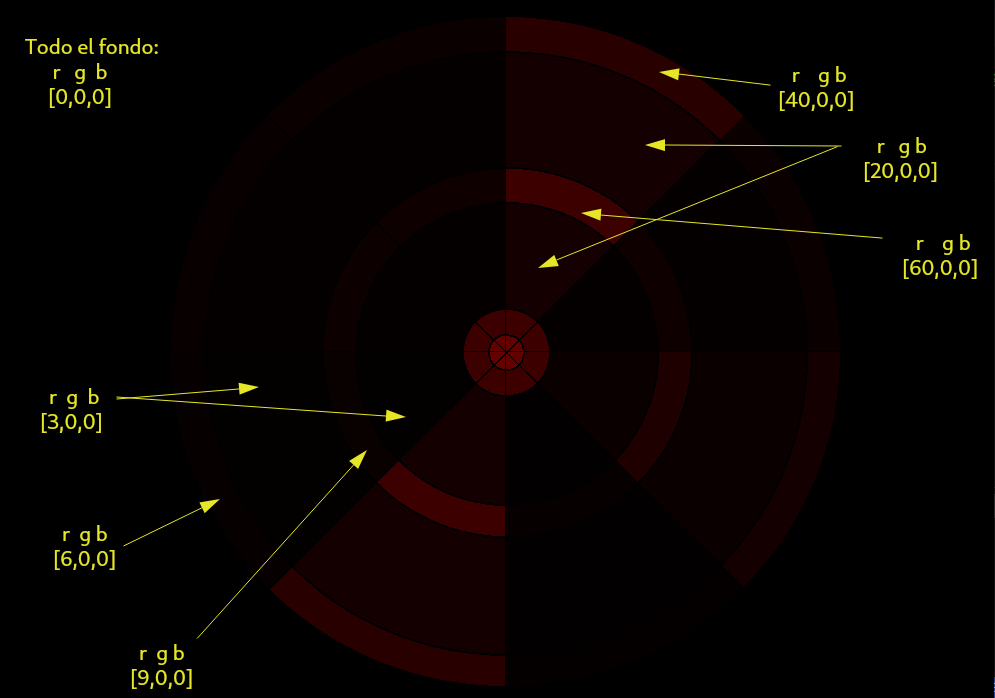 Todo el fondo:
r g b
[0,0,0]
r g b
[40,0,0]
r g b
[20,0,0]
r g b
[60,0,0]
r g b
[3,0,0]
r g b
[6,0,0]
r g b
[9,0,0]